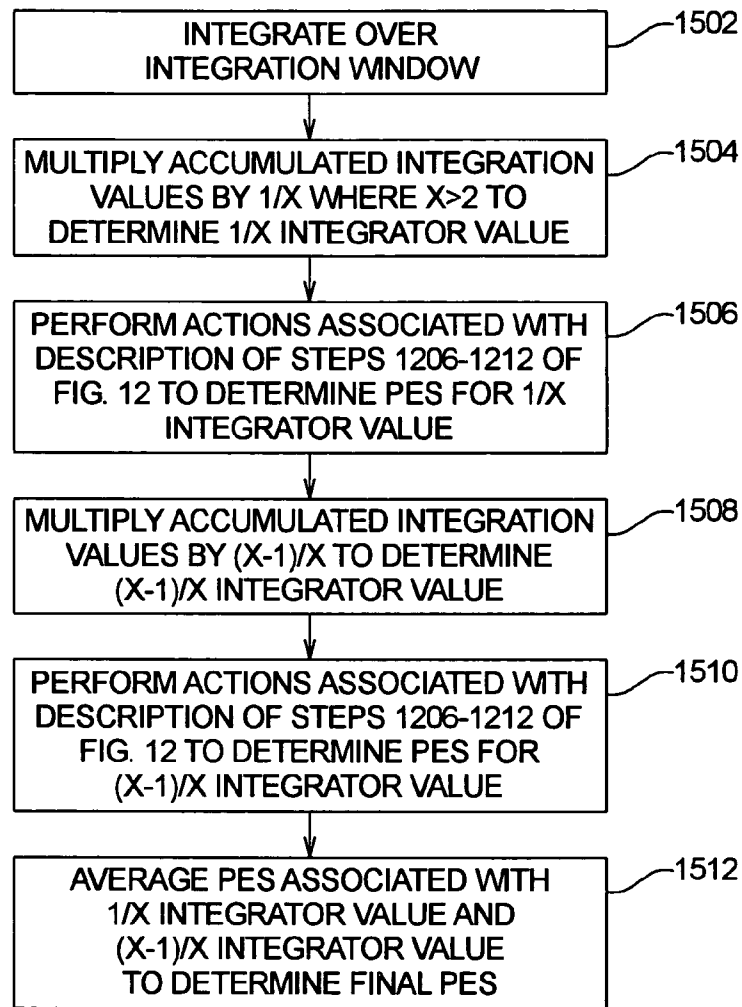 INTEGRATE OVER
INTEGRATION WINDOW
1502
MULTIPLY ACCUMULATED INTEGRATION
VALUES BY 1/X WHERE X>2 TO
DETERMINE 1/X INTEGRATOR VALUE
1504
PERFORM ACTIONS ASSOCIATED WITH
DESCRIPTION OF STEPS 1206-1212 OF
FIG. 12 TO DETERMINE PES FOR 1/X
INTEGRATOR VALUE
1506
MULTIPLY ACCUMULATED INTEGRATION
VALUES BY (X-1)/X TO DETERMINE
(X-1)/X INTEGRATOR VALUE
1508
PERFORM ACTIONS ASSOCIATED WITH
DESCRIPTION OF STEPS 1206-1212 OF
FIG. 12 TO DETERMINE PES FOR
(X-1)/X INTEGRATOR VALUE
1510
AVERAGE PES ASSOCIATED WITH
1/X INTEGRATOR VALUE AND
(X-1)/X INTEGRATOR VALUE
TO DETERMINE FINAL PES
1512